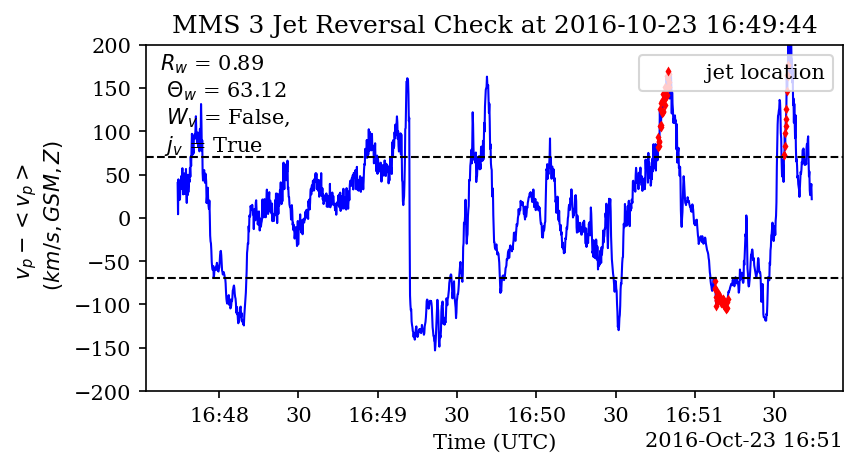 MMS 3 Jet Reversal Check at 2016-10-23 16:49:44
R_w = 0.89
Θ_w = 63.12
W_v = False,
j_v = True
jet location
200
150
100
50
0
−50
−100
−150
−200
v_p − < v_p >
(km/s, GSM, Z)
16:48 30 16:49 30 16:50 30 16:51 30
Time (UTC)
2016-Oct-23 16:51